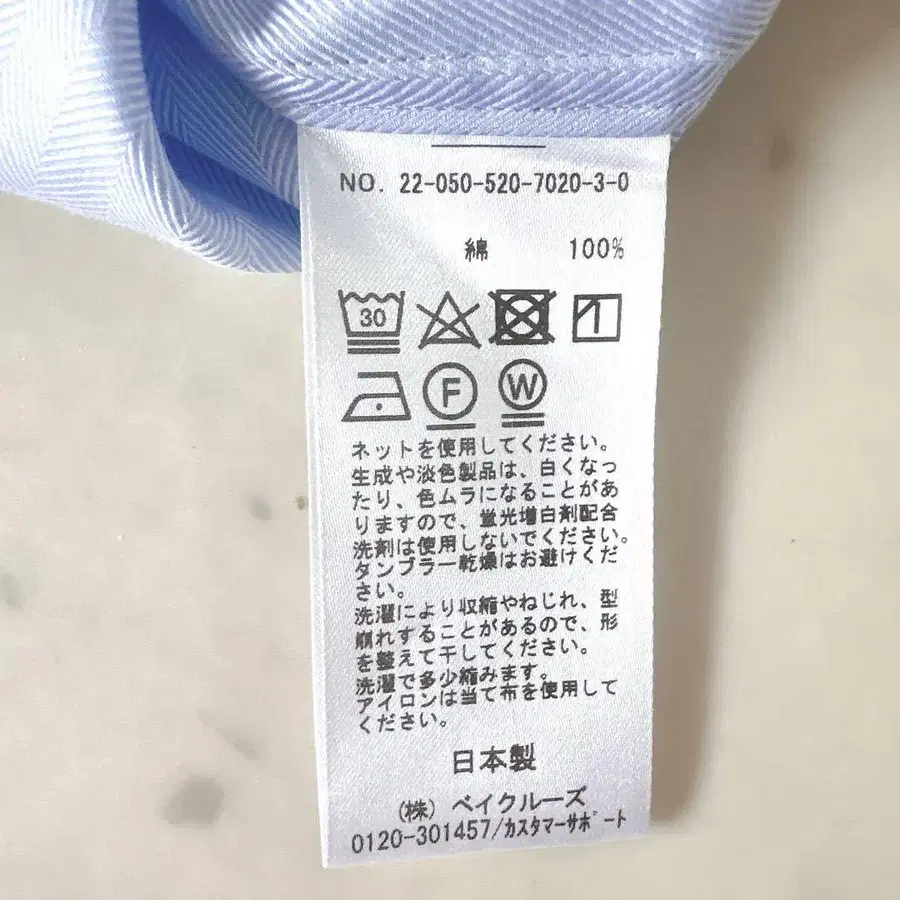 NO. 22-050-520-7020-3-0
綿 100%
30
F W
ネットを使用してください。
生成や淡色製品は、白くなっ
たり、色ムラになることがあ
りますので、蛍光増白剤配合
洗剤は使用しないでください。
タンブラー乾燥はお避けくだ
さい。
洗濯により収縮やねじれ、型
崩れすることがあるので、形
を整えて干してください。
洗濯で多少縮みます。
アイロンは当て布を使用して
ください。
日本製
(株) ベイクルーズ
0120-301457/カスタマーサポート